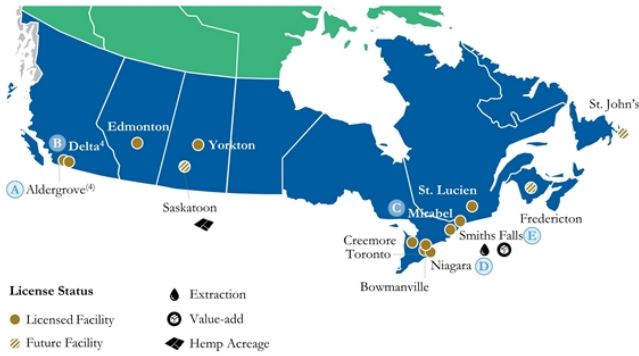 St. John's
Edmonton
B Delta4
Yorkton
A Aldergrove(4)
Saskatoon
St. Lucien
C Mirabel
Fredericton
Smiths Falls E
Creemore
Toronto
Niagara D
Bowmanville
License Status
Licensed Facility
Future Facility
Extraction
Value-add
Hemp Acreage